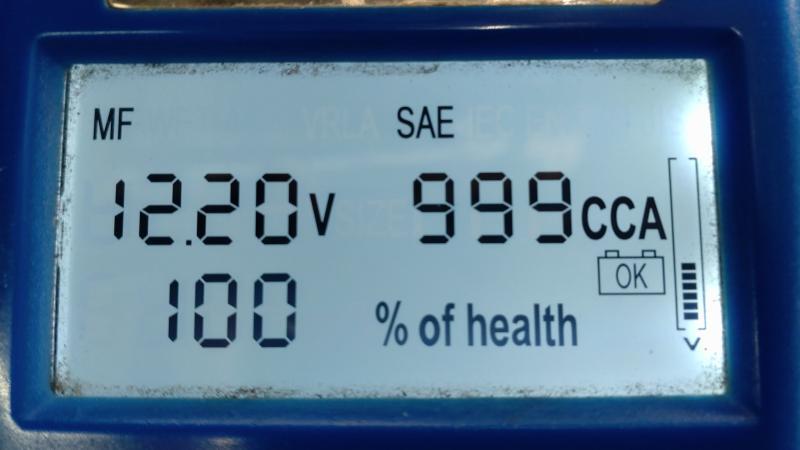 MF SAE
12.20V 999CCA
OK
100 % of health